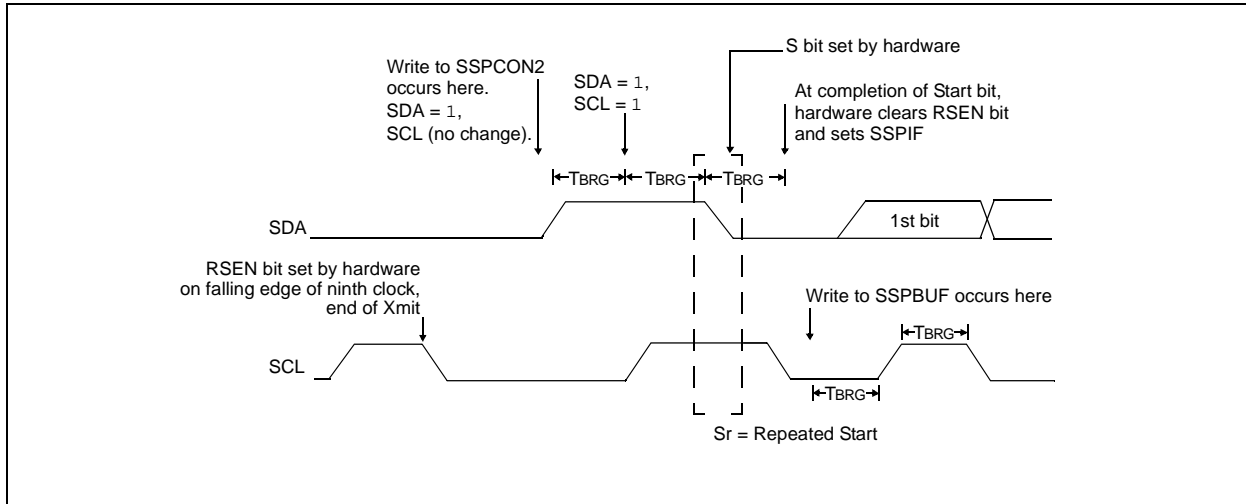 S bit set by hardware
Write to SSPCON2
occurs here.
SDA = 1,
SCL (no change).
SDA = 1,
SCL = 1
At completion of Start bit,
hardware clears RSEN bit
and sets SSPIF
TBRG
TBRG
TBRG
SDA
1st bit
RSEN bit set by hardware
on falling edge of ninth clock,
end of Xmit
Write to SSPBUF occurs here
TBRG
SCL
TBRG
Sr = Repeated Start